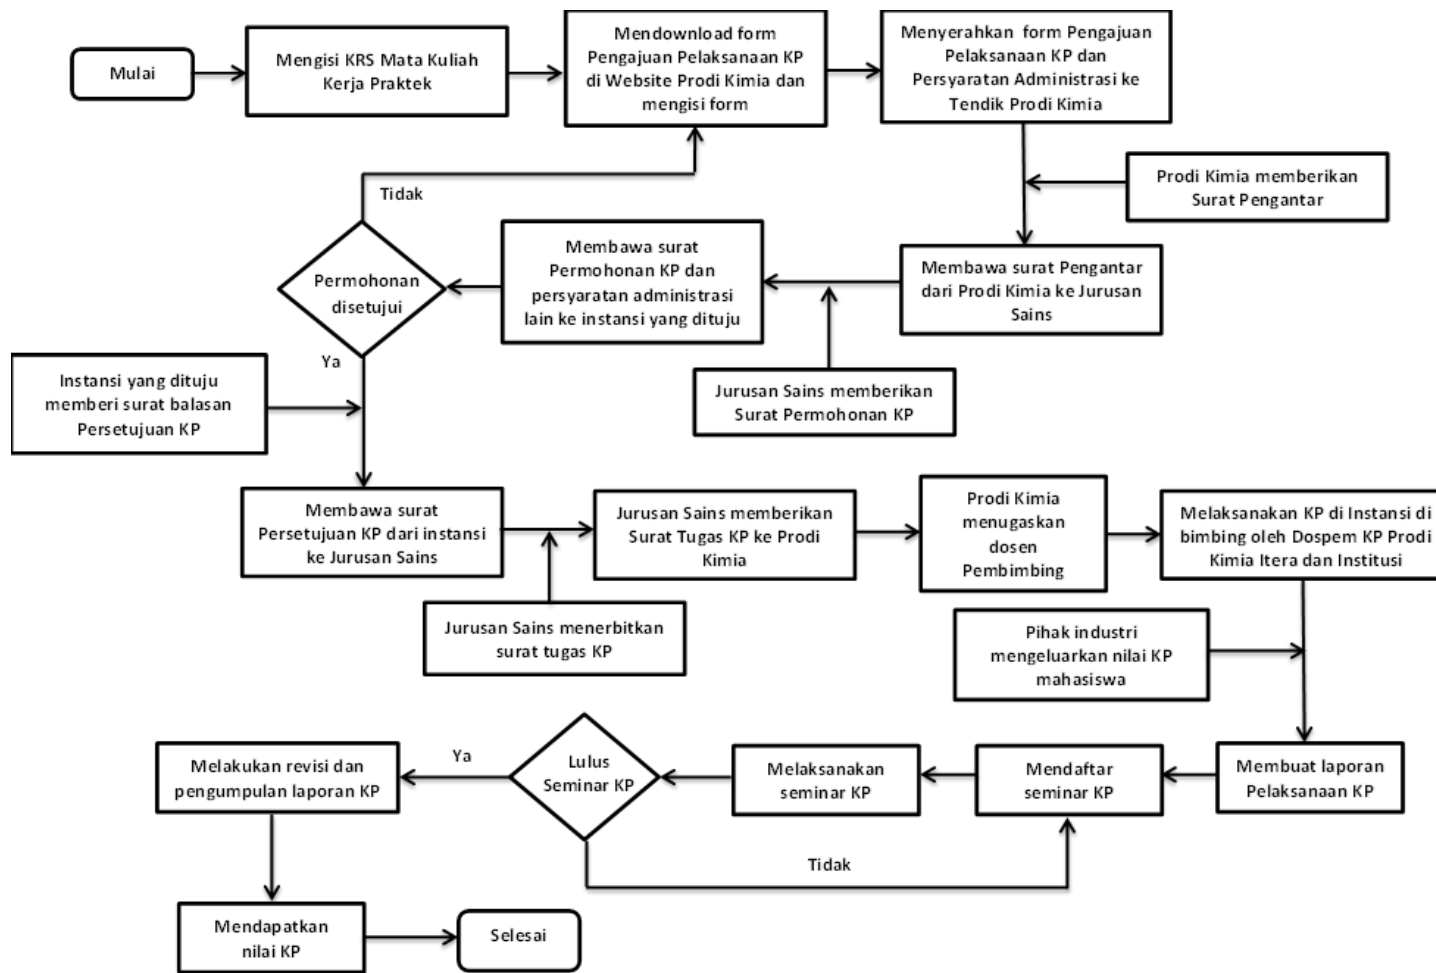 Mulai
Mengisi KRS Mata Kuliah
Kerja Praktek
Mendownload form
Pengajuan Pelaksanaan KP
di Website Prodi Kimia dan
mengisi form
Menyerahkan form Pengajuan
Pelaksanaan KP dan
Persyaratan Administrasi ke
Tendik Prodi Kimia
Prodi Kimia memberikan
Surat Pengantar
Tidak
Permohonan
disetujui
Membawa surat
Permohonan KP dan
persyaratan administrasi
lain ke instansi yang dituju
Membawa surat Pengantar
dari Prodi Kimia ke Jurusan
Sains
Ya
Instansi yang dituju
memberi surat balasan
Persetujuan KP
Jurusan Sains memberikan
Surat Permohonan KP
Membawa surat
Persetujuan KP dari instansi
ke Jurusan Sains
Jurusan Sains memberikan
Surat Tugas KP ke Prodi
Kimia
Prodi Kimia
menugaskan
dosen
Pembimbing
Melaksanakan KP di Instansi di
bimbing oleh Dospem KP Prodi
Kimia Itera dan Institusi
Jurusan Sains menerbitkan
surat tugas KP
Pihak industri
mengeluarkan nilai KP
mahasiswa
Melakukan revisi dan
pengumpulan laporan KP
Ya
Lulus
Seminar KP
Melaksanakan
seminar KP
Mendaftar
seminar KP
Membuat laporan
Pelaksanaan KP
Tidak
Mendapatkan
nilai KP
Selesai